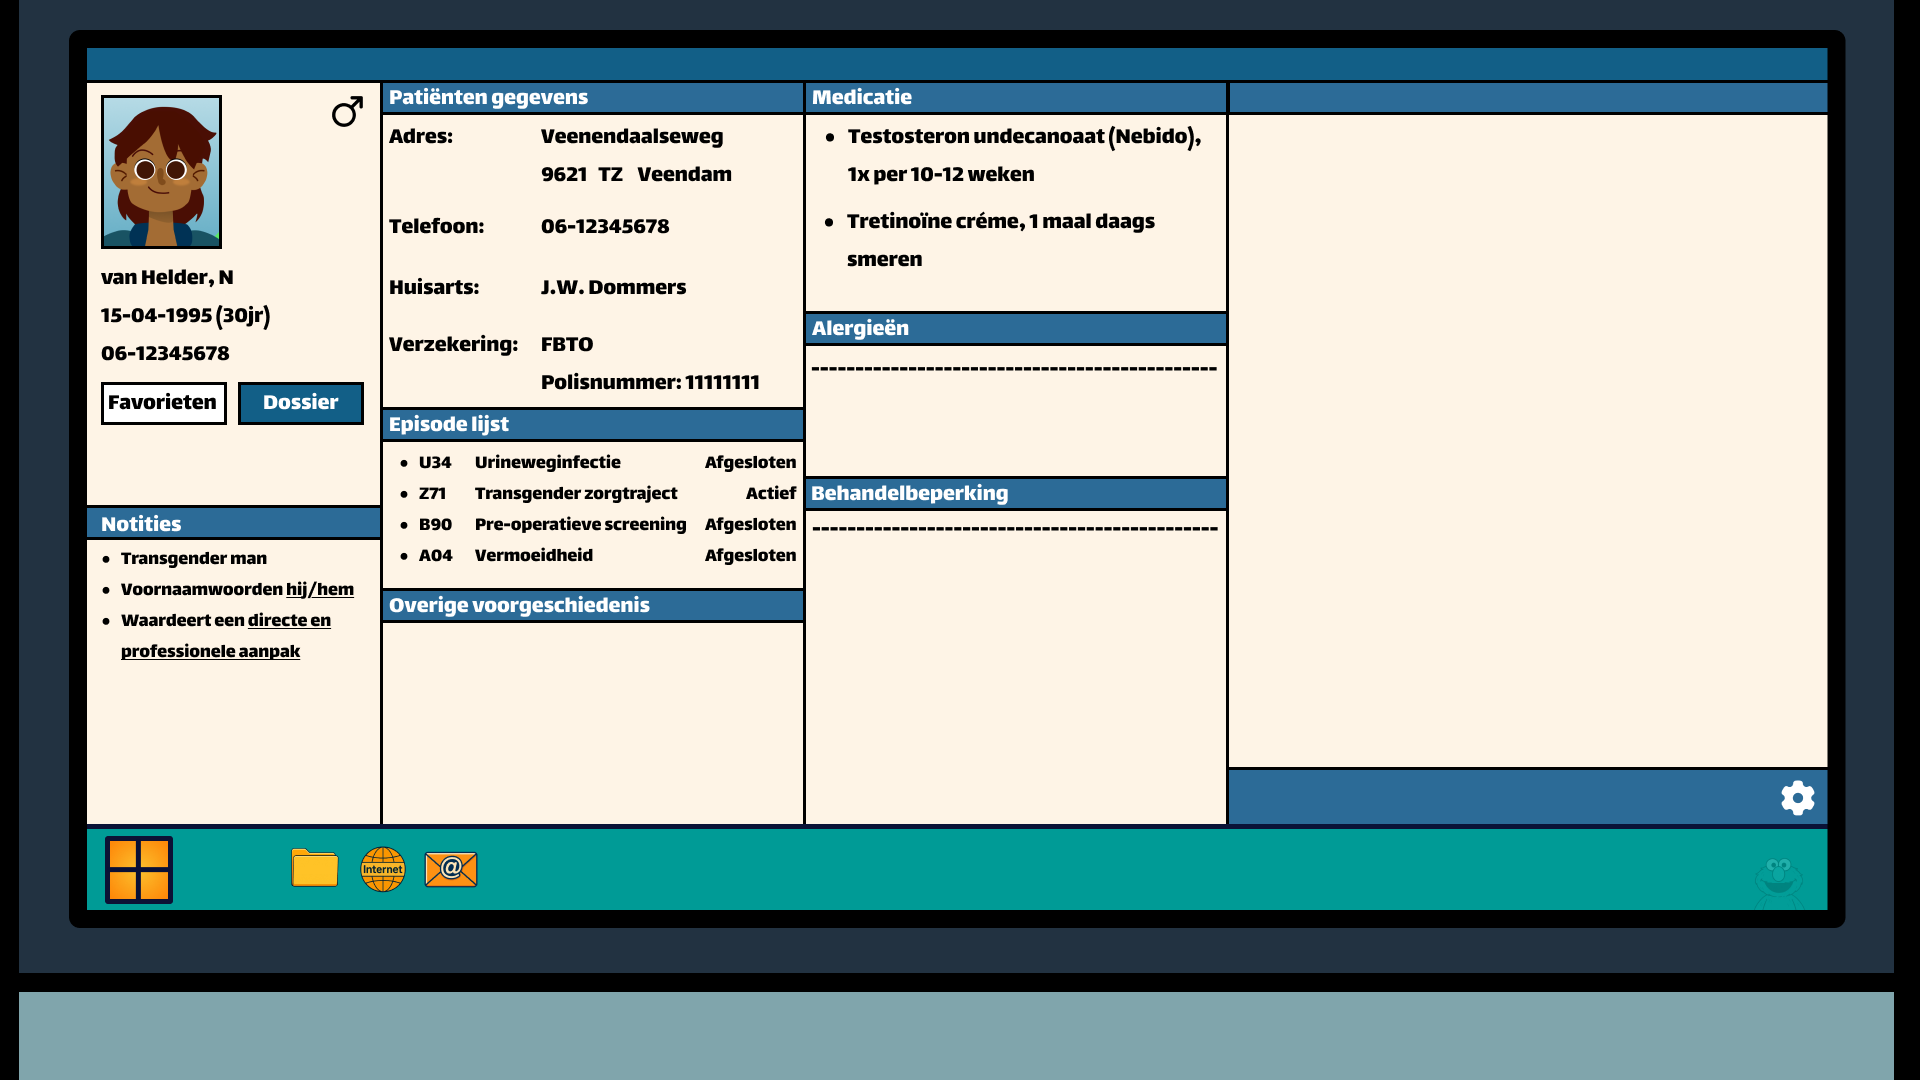 van Helder, N
15-04-1995 (30jr)
06-12345678
Favorieten
Dossier
Notities
Transgender man
Voornaamwoorden hij/hem
Waardeert een directe en
professionele aanpak
Patiënten gegevens
Adres: Veenendaalseweg
9621 TZ Veendam
Telefoon: 06-12345678
Huisarts: J.W. Dommers
Verzekering: FBTO
Polisnummer: 11111111
Episode lijst
U34 Urineweginfectie Afgesloten
Z71 Transgender zorgtraject Actief
B90 Pre-operatieve screening Afgesloten
A04 Vermoeidheid Afgesloten
Overige voorgeschiedenis
Medicatie
Testosteron undecanoaat (Nebido),
1x per 10-12 weken
Tretinoïne créme, 1 maal daags
smeren
Alergieën
Behandelbeperking
Internet
@